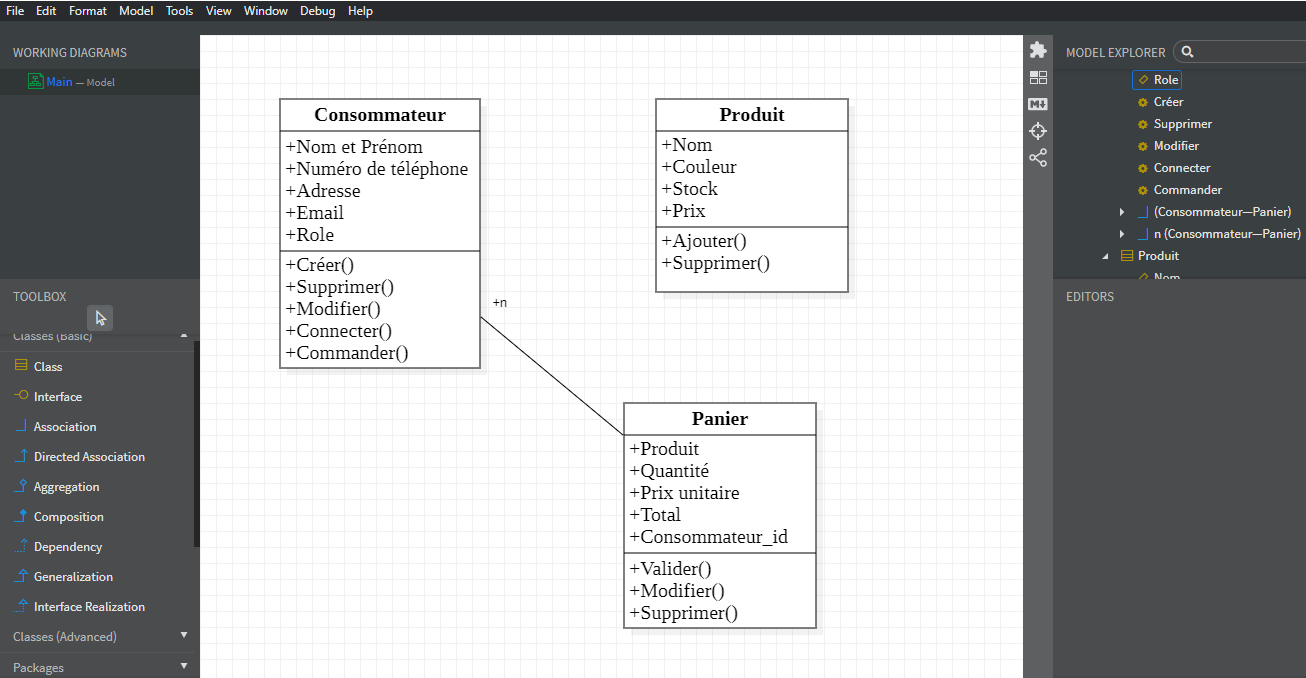 File Edit Format Model Tools View Window Debug Help
WORKING DIAGRAMS
Main — Model
TOOLBOX
Classes (Basic)
Class
Interface
Association
Directed Association
Aggregation
Composition
Dependency
Generalization
Interface Realization
Classes (Advanced)
Packages
Consommateur
+Nom et Prénom
+Numéro de téléphone
+Adresse
+Email
+Role
+Créer()
+Supprimer()
+Modifier()
+Connecter()
+Commander()
+n
Produit
+Nom
+Couleur
+Stock
+Prix
+Ajouter()
+Supprimer()
Panier
+Produit
+Quantité
+Prix unitaire
+Total
+Consommateur_id
+Valider()
+Modifier()
+Supprimer()
MODEL EXPLORER
Role
Créer
Supprimer
Modifier
Connecter
Commander
(Consommateur—Panier)
n (Consommateur—Panier)
Produit
Nom
EDITORS